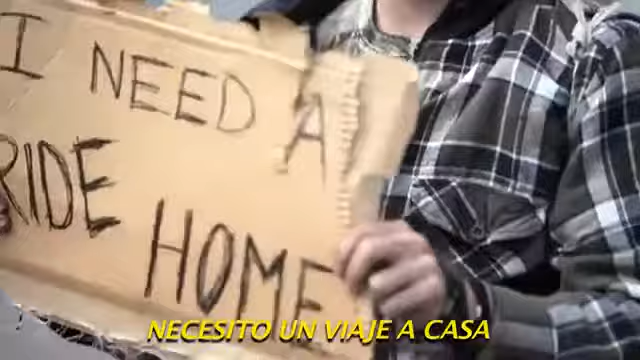 I NEED A
RIDE
HOME
NECESITO UN VIAJE A CASA